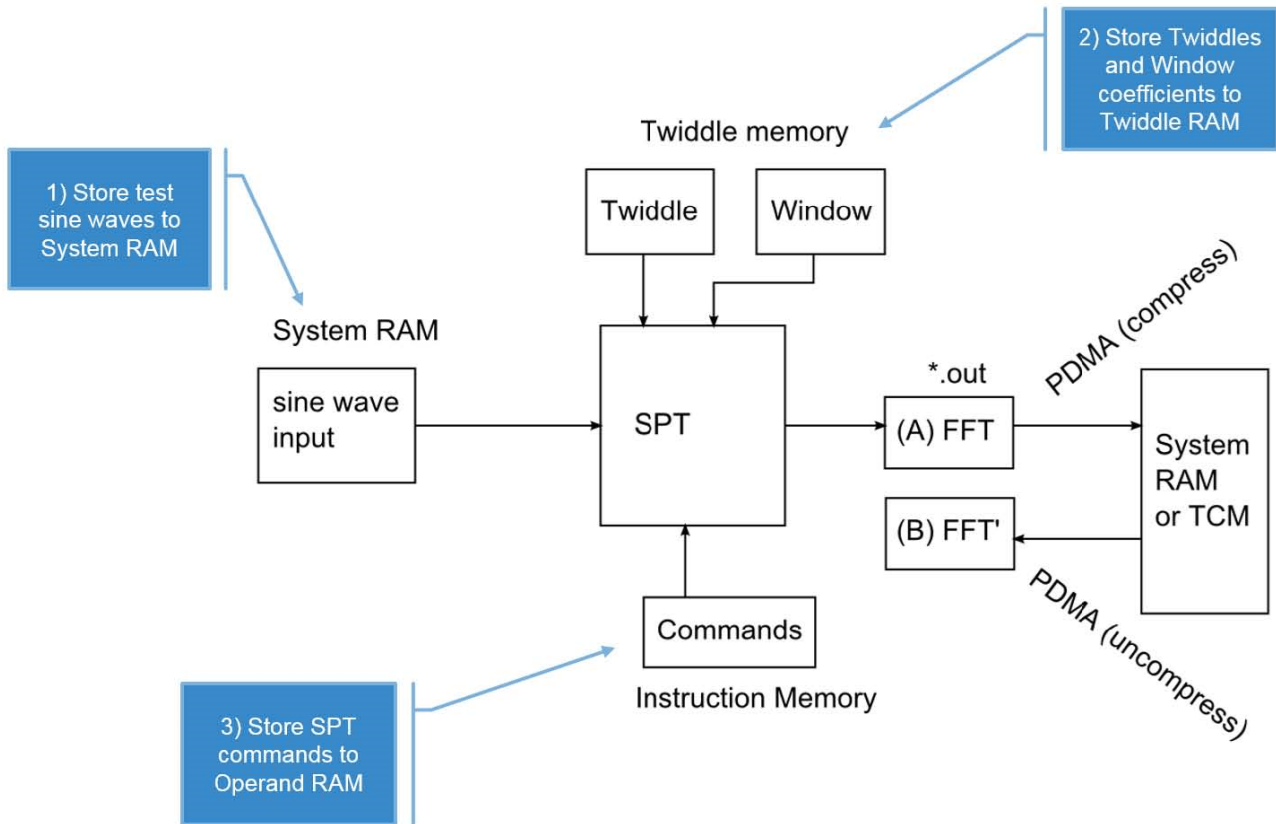 2) Store Twiddles
and Window
coefficients to
Twiddle RAM
Twiddle memory
1) Store test
sine waves to
System RAM
Twiddle
Window
System RAM
sine wave
input
SPT
*.out
(A) FFT
PDMA (compress)
System
RAM
or TCM
(B) FFT'
PDMA (uncompress)
Commands
Instruction Memory
3) Store SPT
commands to
Operand RAM